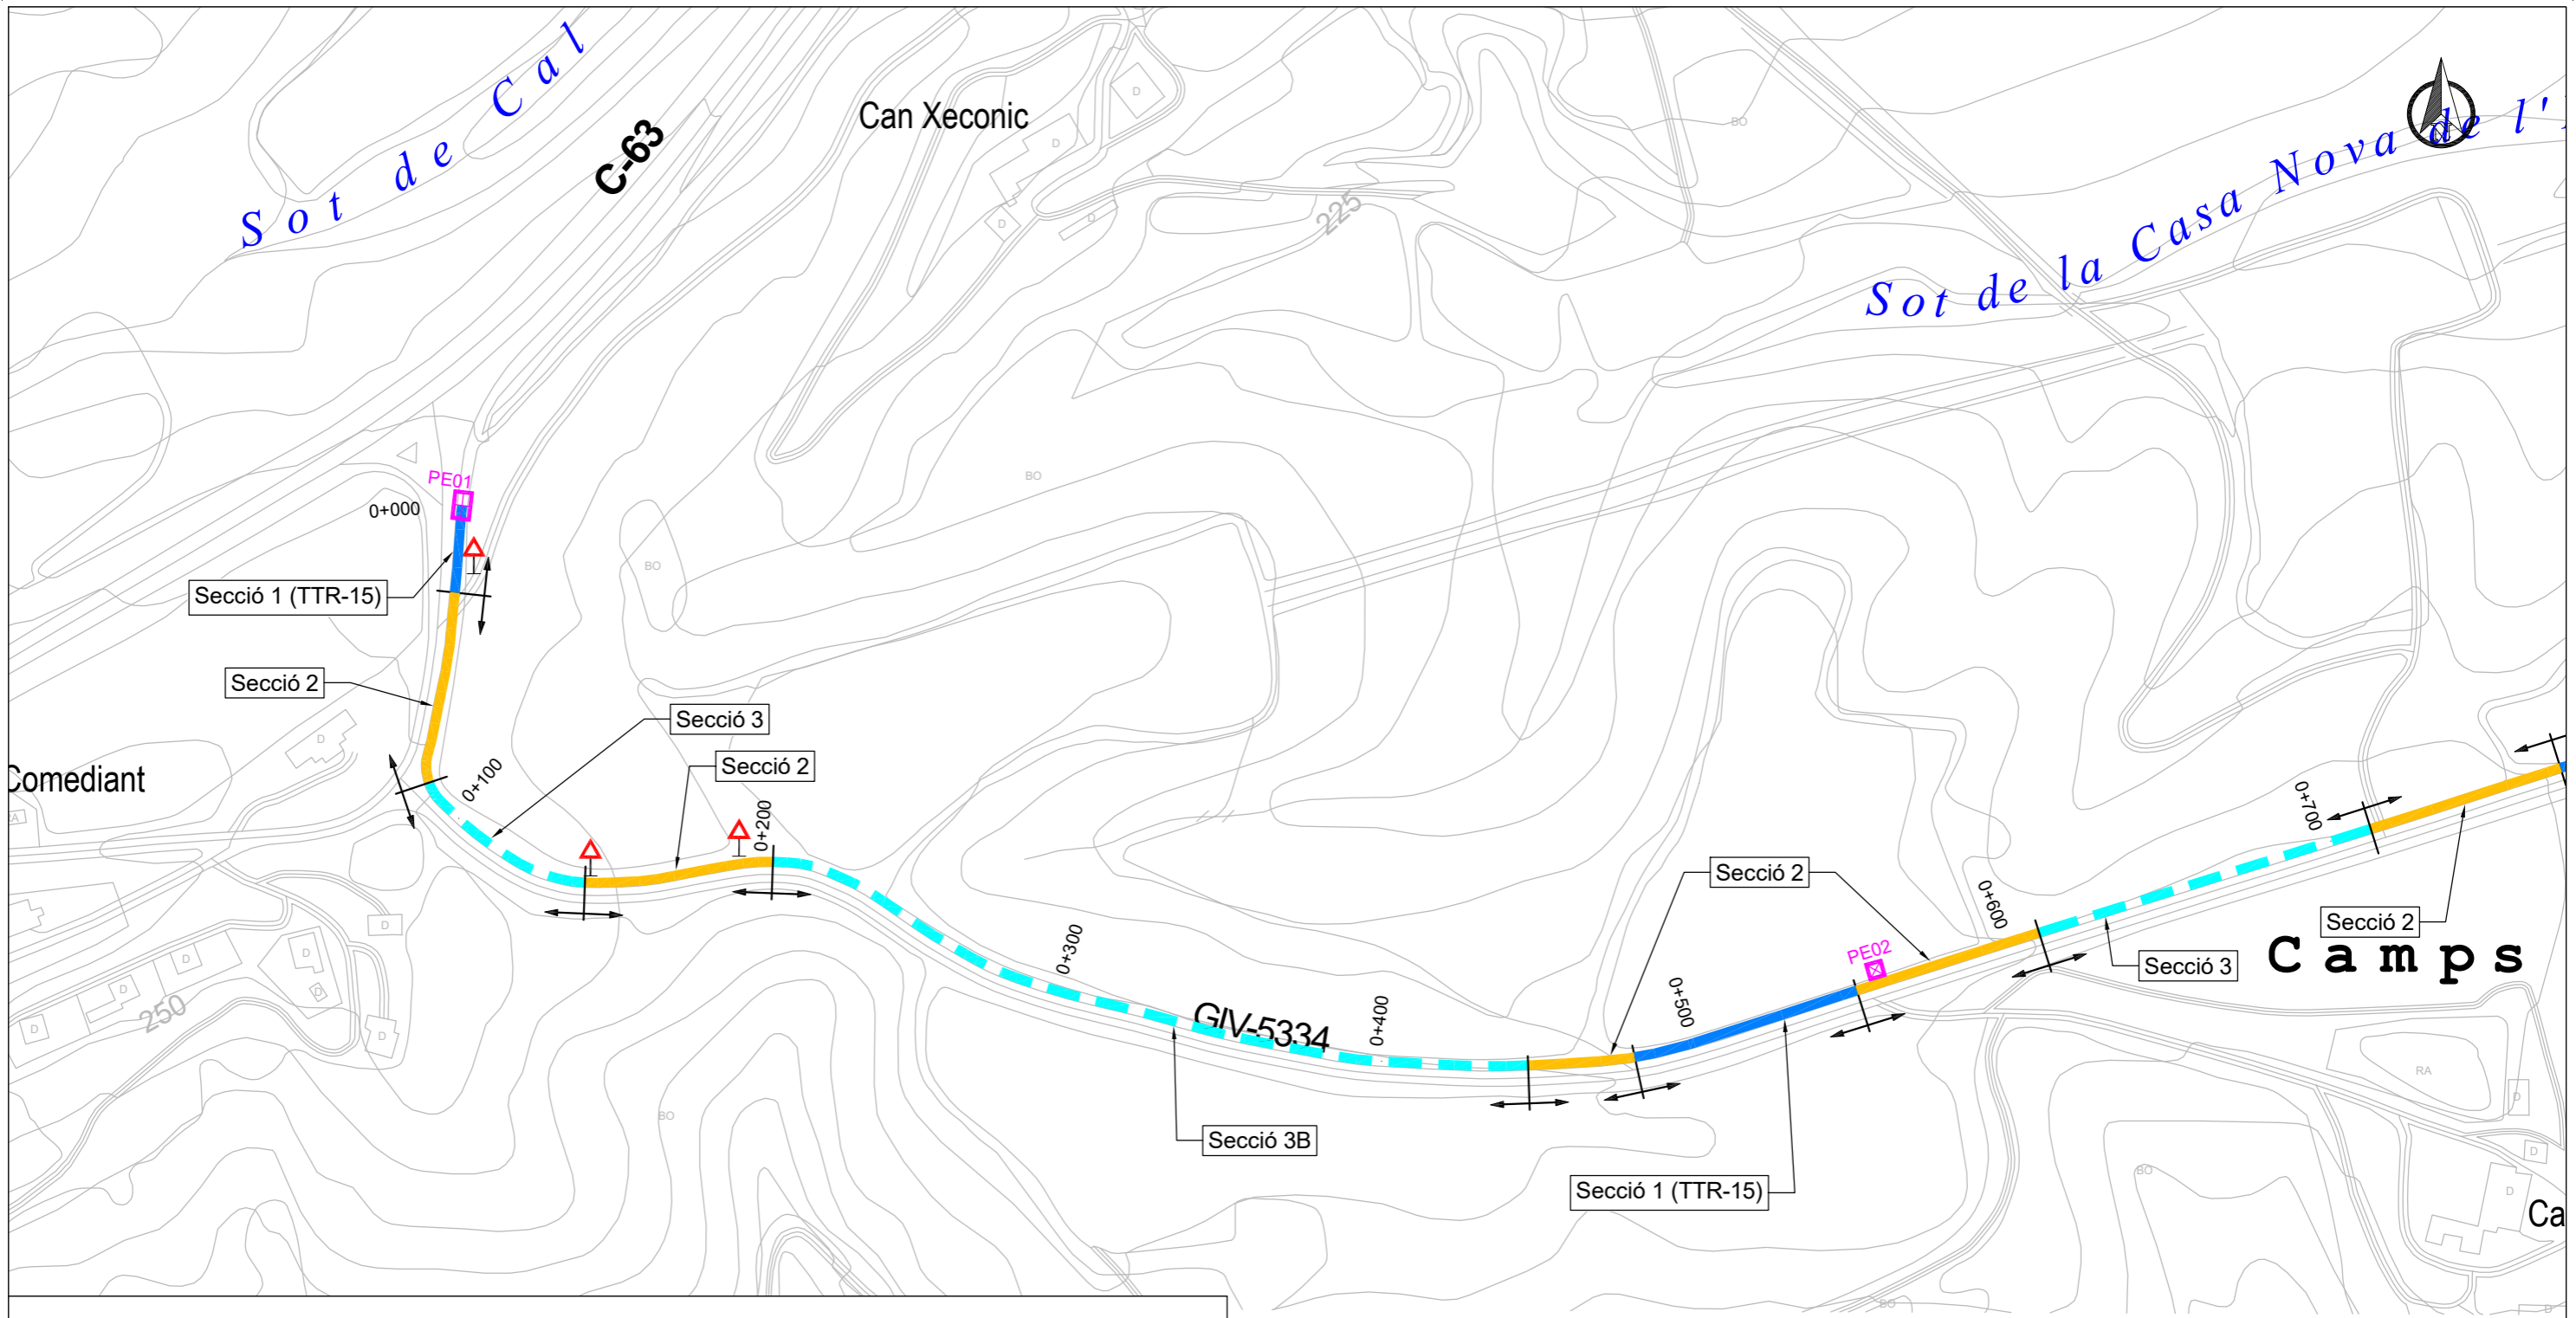 Sot de Cal
C-63
Can Xeconic
D
D
D
D
225
BO
Sot de la Casa Nova de l'
N
PE01
0+000
BO
BO
Secció 1 (TTR-15)
Secció 2
Secció 3
Secció 2
Comediant
D
0+100
0+200
0+300
GIV-5334
0+400
0+500
0+600
0+700
Secció 2
PE02
Secció 2
Secció 3
Camps
D
D
D
D
D
D
D
250
BO
Secció 3B
Secció 1 (TTR-15)
RA
D
D
BO
D
Ca
BO
D